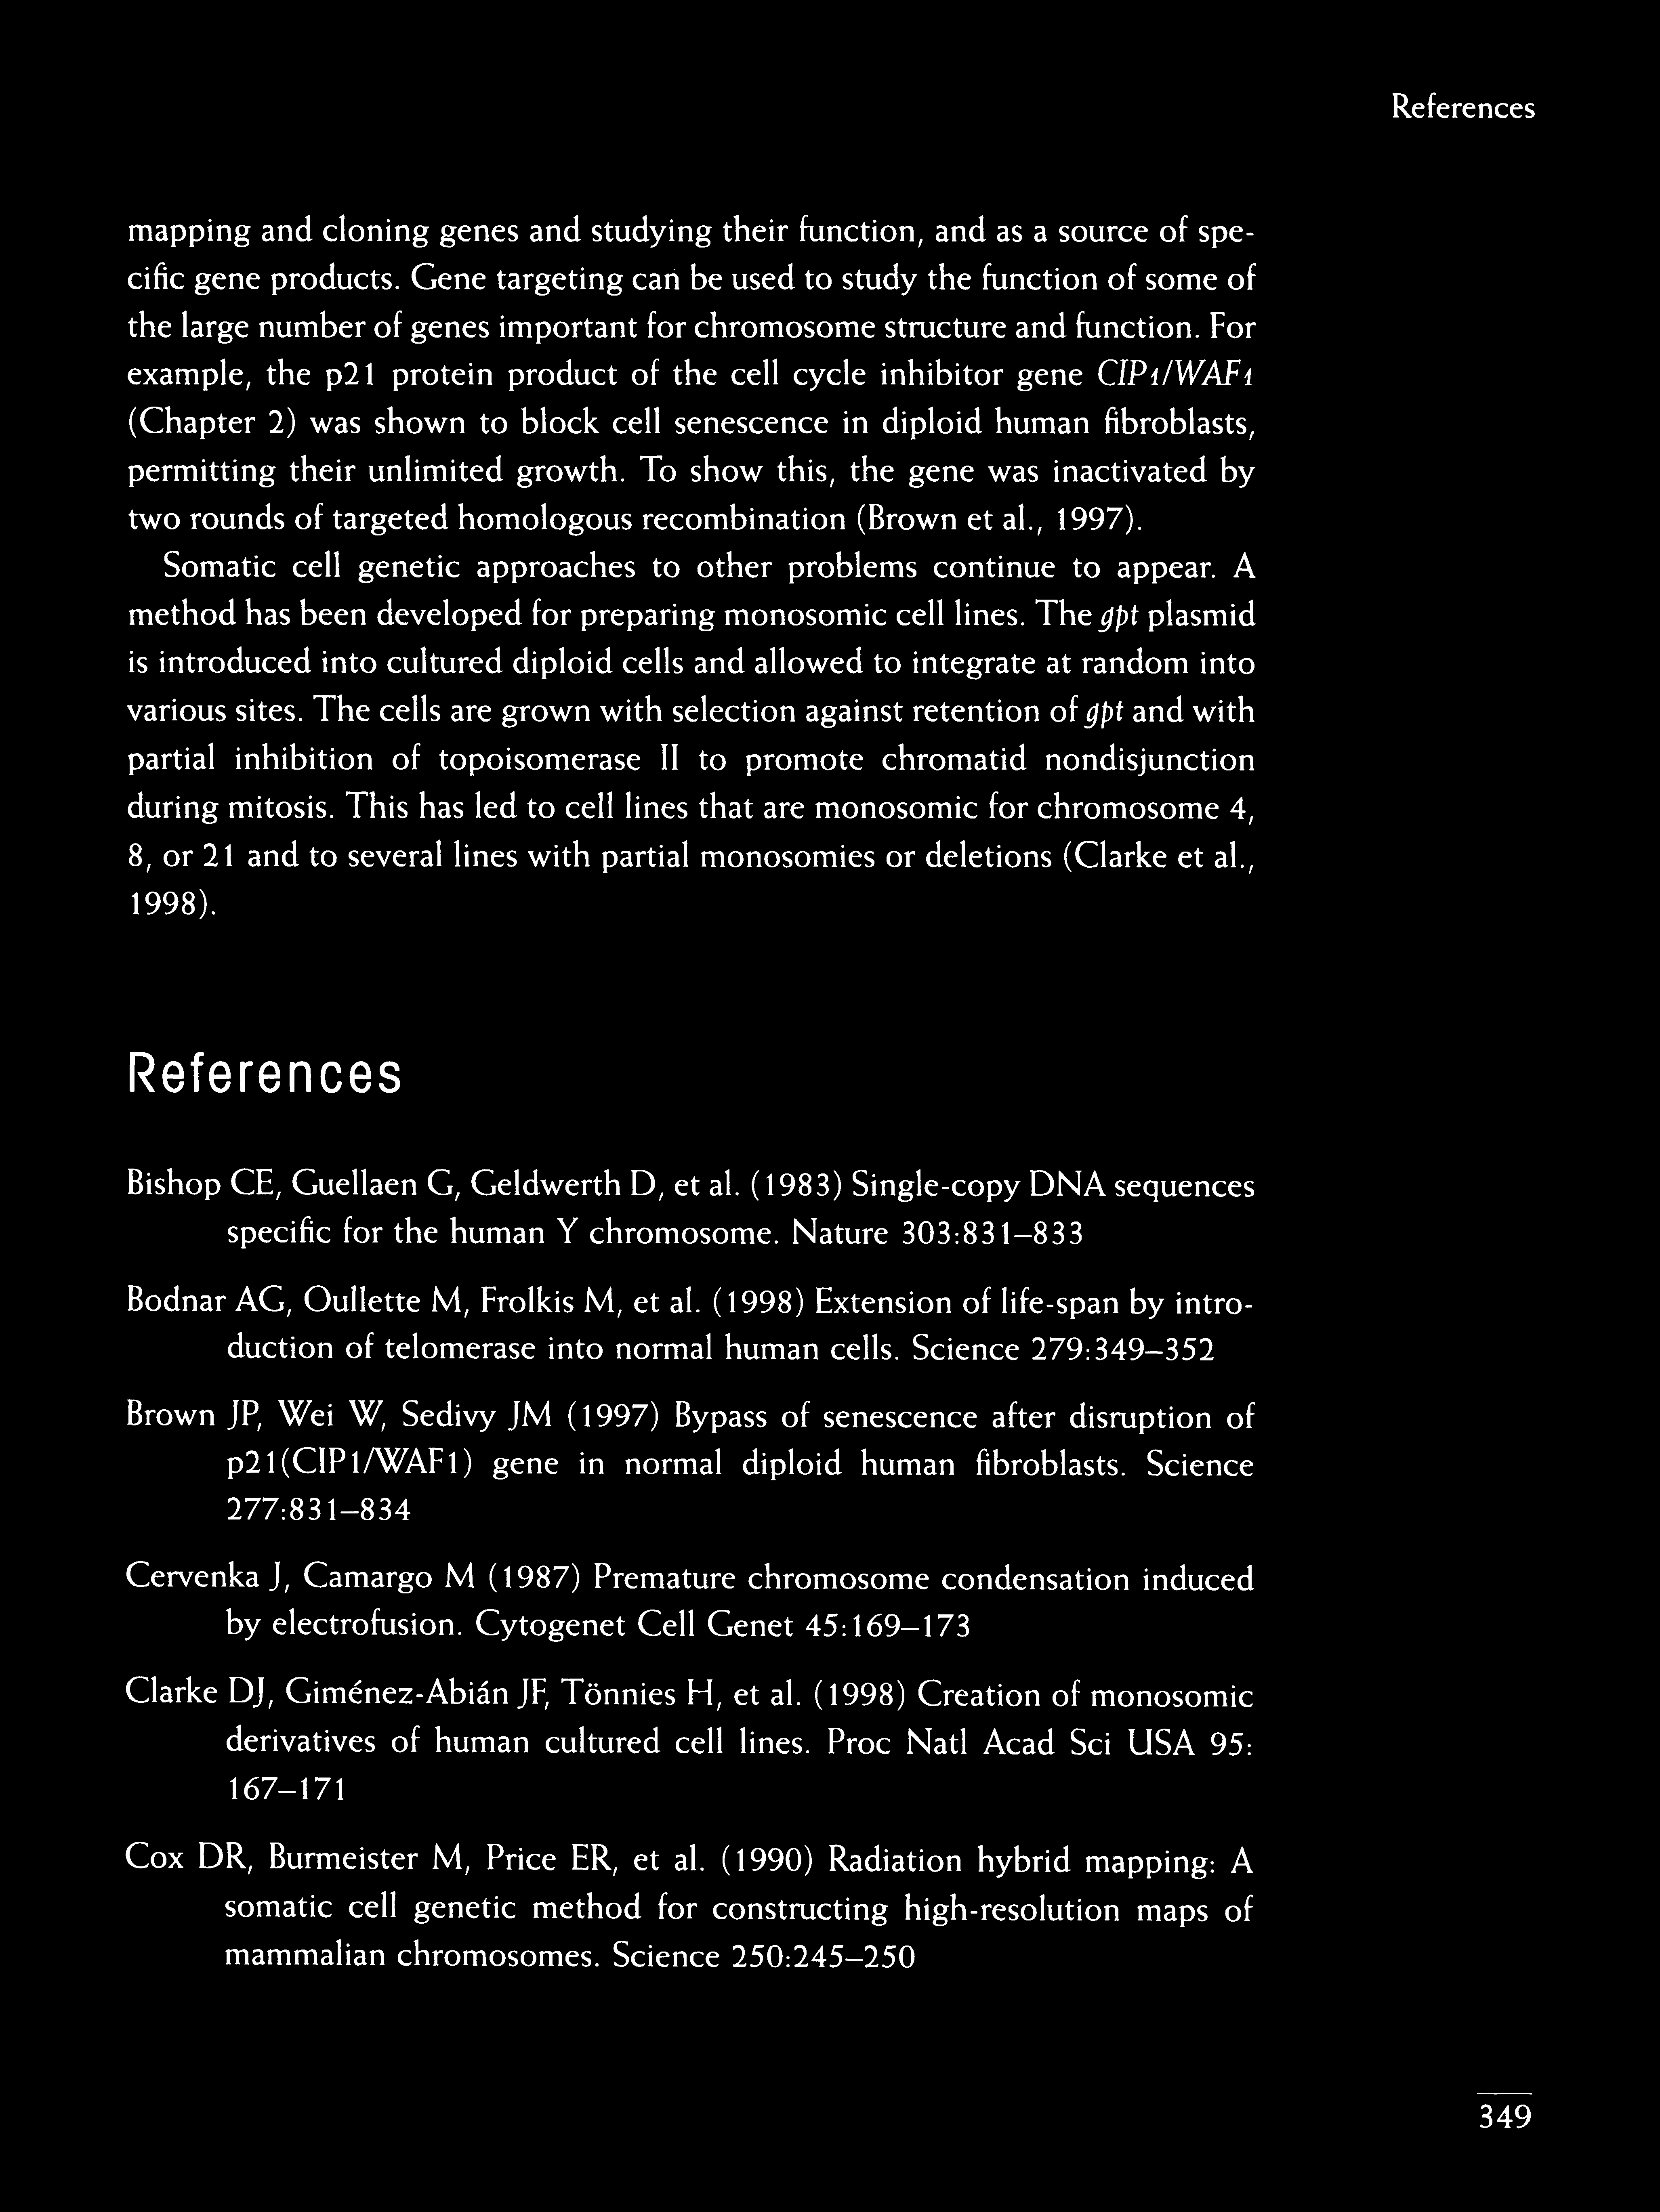 References
mapping and cloning genes and studying their function, and as a source of spe-
cific gene products. Gene targeting can be used to study the function of some of
the large number of genes important for chromosome structure and function. For
example, the p21 protein product of the cell cycle inhibitor gene CIP1/WAF1
(Chapter 2) was shown to block cell senescence in diploid human fibroblasts,
permitting their unlimited growth. To show this, the gene was inactivated by
two rounds of targeted homologous recombination (Brown et al., 1997).
Somatic cell genetic approaches to other problems continue to appear. A
method has been developed for preparing monosomic cell lines. The gpt plasmid
is introduced into cultured diploid cells and allowed to integrate at random into
various sites. The cells are grown with selection against retention of gpt and with
partial inhibition of topoisomerase II to promote chromatid nondisjunction
during mitosis. This has led to cell lines that are monosomic for chromosome 4,
8, or 21 and to several lines with partial monosomies or deletions (Clarke et al.,
1998).
References
Bishop CE, Guellaen G, Geldwerth D, et al. (1983) Single-copy DNA sequences
specific for the human Y chromosome. Nature 303:831–833
Bodnar AG, Oullette M, Frolkis M, et al. (1998) Extension of life-span by intro-
duction of telomerase into normal human cells. Science 279:349–352
Brown JP, Wei W, Sedivy JM (1997) Bypass of senescence after disruption of
p21(CIP1/WAF1) gene in normal diploid human fibroblasts. Science
277:831–834
Cervenka J, Camargo M (1987) Premature chromosome condensation induced
by electrofusion. Cytogenet Cell Genet 45:169–173
Clarke DJ, Giménez-Abián JF, Tönnies H, et al. (1998) Creation of monosomic
derivatives of human cultured cell lines. Proc Natl Acad Sci USA 95:
167–171
Cox DR, Burmeister M, Price ER, et al. (1990) Radiation hybrid mapping: A
somatic cell genetic method for constructing high-resolution maps of
mammalian chromosomes. Science 250:245–250
349